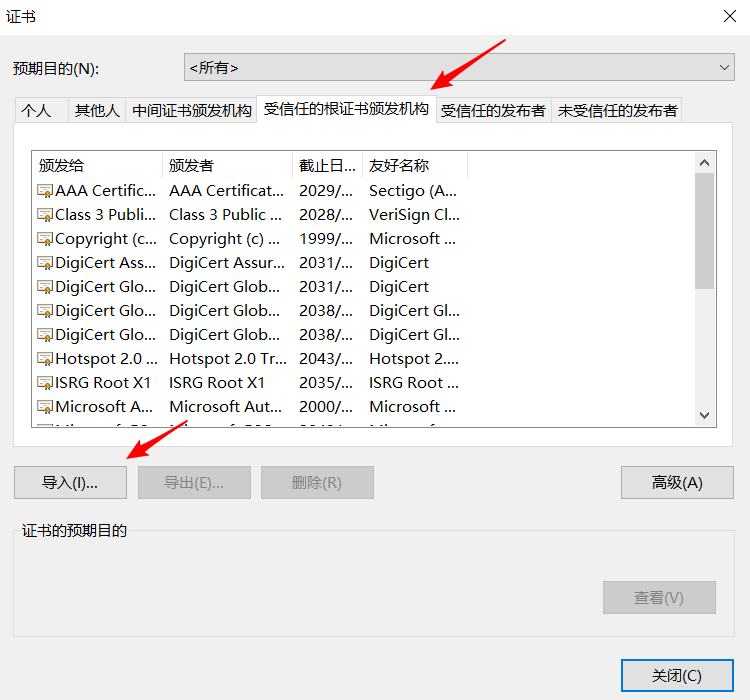 证书
预期目的(N): <所有>
个人 其他人 中间证书颁发机构 受信任的根证书颁发机构 受信任的发布者 未受信任的发布者
颁发给 颁发者 截止日... 友好名称
AAA Certific... AAA Certificat... 2029/... Sectigo (A...
Class 3 Publi... Class 3 Public ... 2028/... VeriSign Cl...
Copyright (c... Copyright (c) ... 1999/... Microsoft ...
DigiCert Ass... DigiCert Assur... 2031/... DigiCert
DigiCert Glo... DigiCert Glob... 2031/... DigiCert
DigiCert Glo... DigiCert Glob... 2038/... DigiCert Gl...
DigiCert Glo... DigiCert Glob... 2038/... DigiCert Gl...
Hotspot 2.0 ... Hotspot 2.0 Tr... 2043/... Hotspot 2....
ISRG Root X1 ISRG Root X1 2035/... ISRG Root ...
Microsoft A... Microsoft Aut... 2000/... Microsoft ...
导入(I)... 导出(E)... 删除(R) 高级(A)
证书的预期目的
查看(V)
关闭(C)